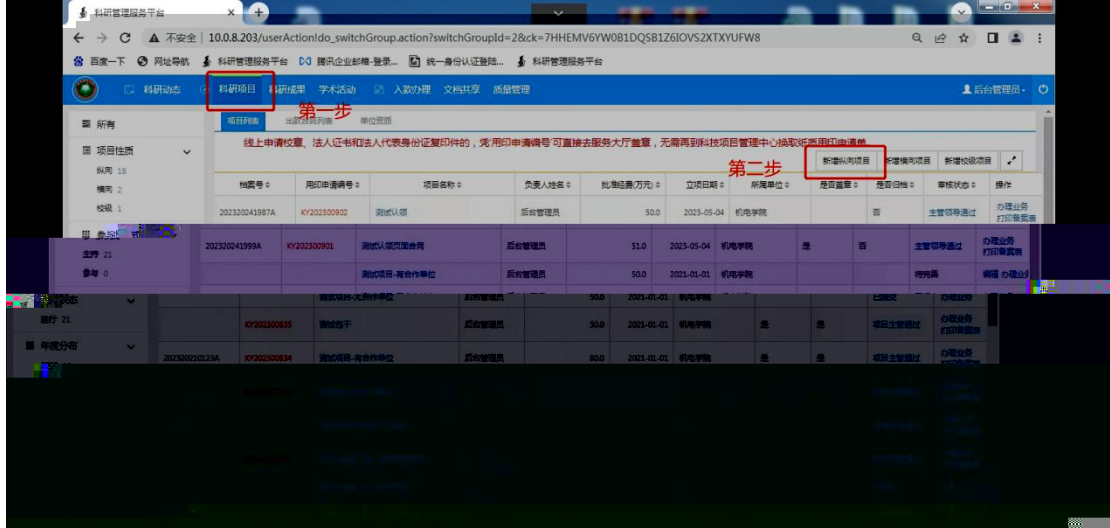 科研管理服务平台
不安全 | 10.0.8.203/userAction!do_switchGroup.action?switchGroupId=2&ck=7HHEMV6YW0B1DQSB1Z6IOVS2XTXYUFW8
百度一下 网址导航 科研管理服务平台 腾讯企业邮箱-登录... 统一身份认证登陆... 科研管理服务平台
科研动态 科研项目 科研成果 学术活动 入款办理 文档共享 质量管理 后台管理员
第一步
所有 项目列表 出款合同列表 单位资质
线上申请校章、法人证书和法人代表身份证复印件的，凭'用印申请编号'可直接去服务大厅盖章，无需再到科技项目管理中心换取纸质用印申请单
项目性质 第二步 新增纵向项目 新增横向项目 新增校级项目
纵向 18
档案号 用印申请编号 项目名称 负责人姓名 批准经费(万元) 立项日期 所属单位 是否盖章 是否归档 审核状态 操作
横向 2
校级 1
202320241987A KY202300902 测试认领 后台管理员 50.0 2023-05-04 机电学院 否 主管领导通过 办理业务 打印备案表
主持 21
202320241999A KY202300901 测试认领页面合同 后台管理员 51.0 2023-05-04 机电学院 是 否 主管领导通过 办理业务 打印备案表
参与 0
测试项目-有合作单位 后台管理员 50.0 2021-01-01 机电学院 待完善 编辑 办理业务
测试项目-无合作单位 后台管理员 50.0 2021-01-01 机电学院 已提交 办理业务
进行 21
KY202300835 后台管理员 50.0 2021-01-01 机电学院 是 是 项目主管通过 办理业务 打印备案表
年度分布
202320210123A KY202300834 测试项目-有合作单位 后台管理员 80.0 2021-01-01 机电学院 是 是 项目主管通过 办理业务 打印备案表